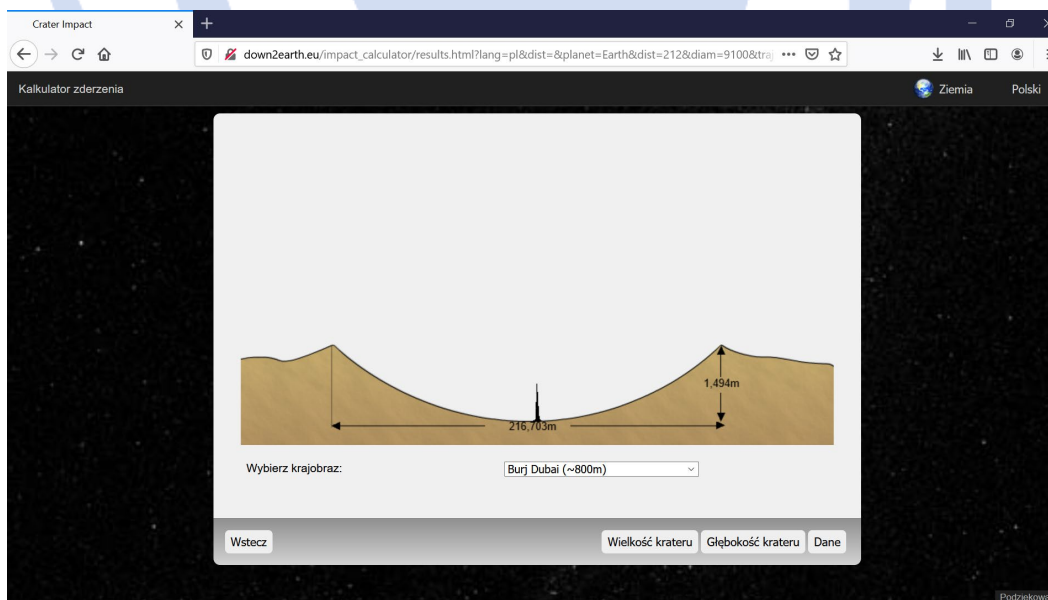 Crater Impact
down2earth.eu/impact_calculator/results.html?lang=pl&dist=&planet=Earth&dist=212&diam=9100&tra
Kalkulator zderzenia
Ziemia
Polski
1,494m
216,703m
Wybierz krajobraz:
Burj Dubai (~800m)
Wstecz
Wielkość krateru
Głębokość krateru
Dane